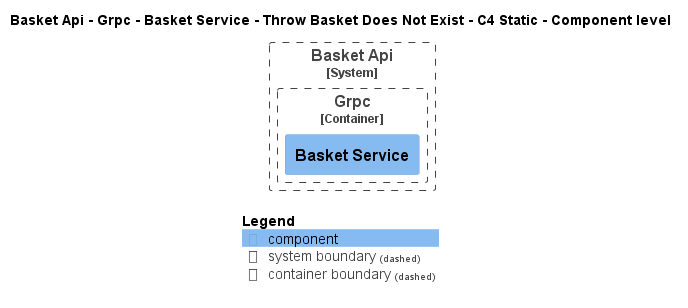 Basket Api - Grpc - Basket Service - Throw Basket Does Not Exist - C4 Static - Component level
Basket Api
[System]
Grpc
[Container]
Basket Service
Legend
component
system boundary (dashed)
container boundary (dashed)